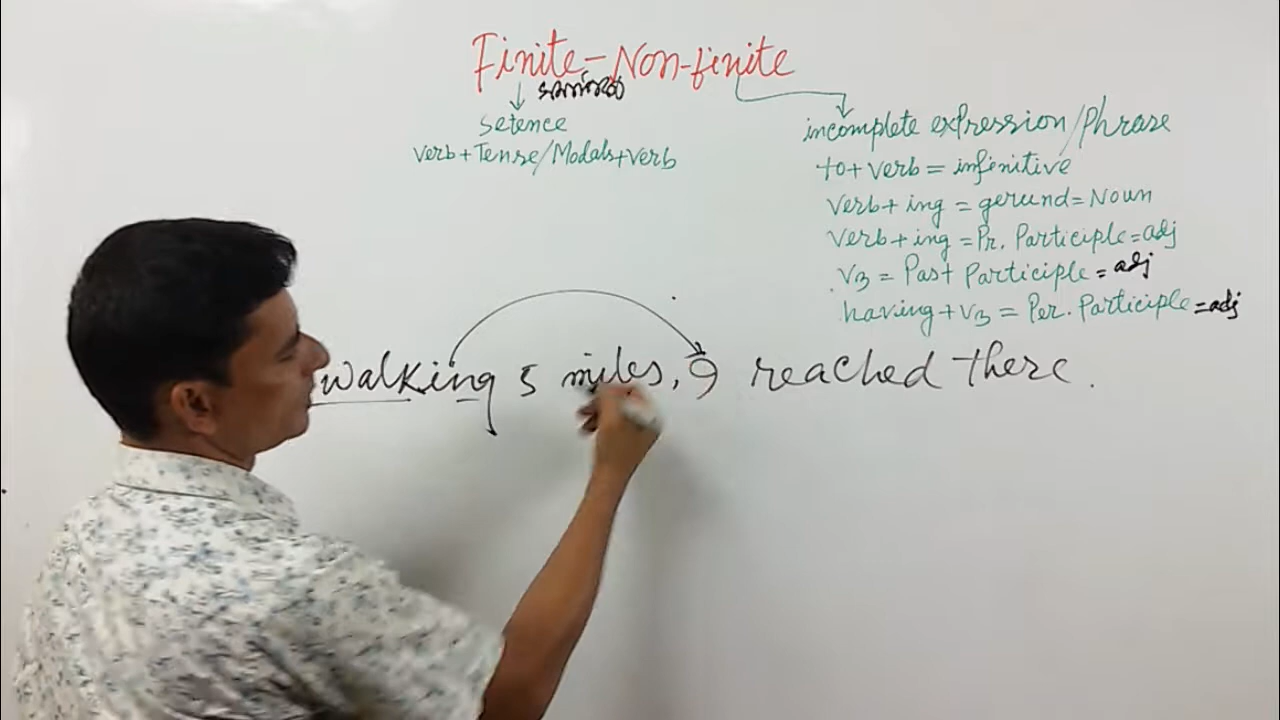 Finite-Non-finite
setence
verb+Tense/Modals+verb
incomplete expression/Phrase
to+verb = infinitive
verb+ing = gerund=Noun
verb+ing =Pr. Participle=adj
V3 = Past Participle=adj
having+V3 = Per. Participle=adj
walking 5 miles, I reached there.